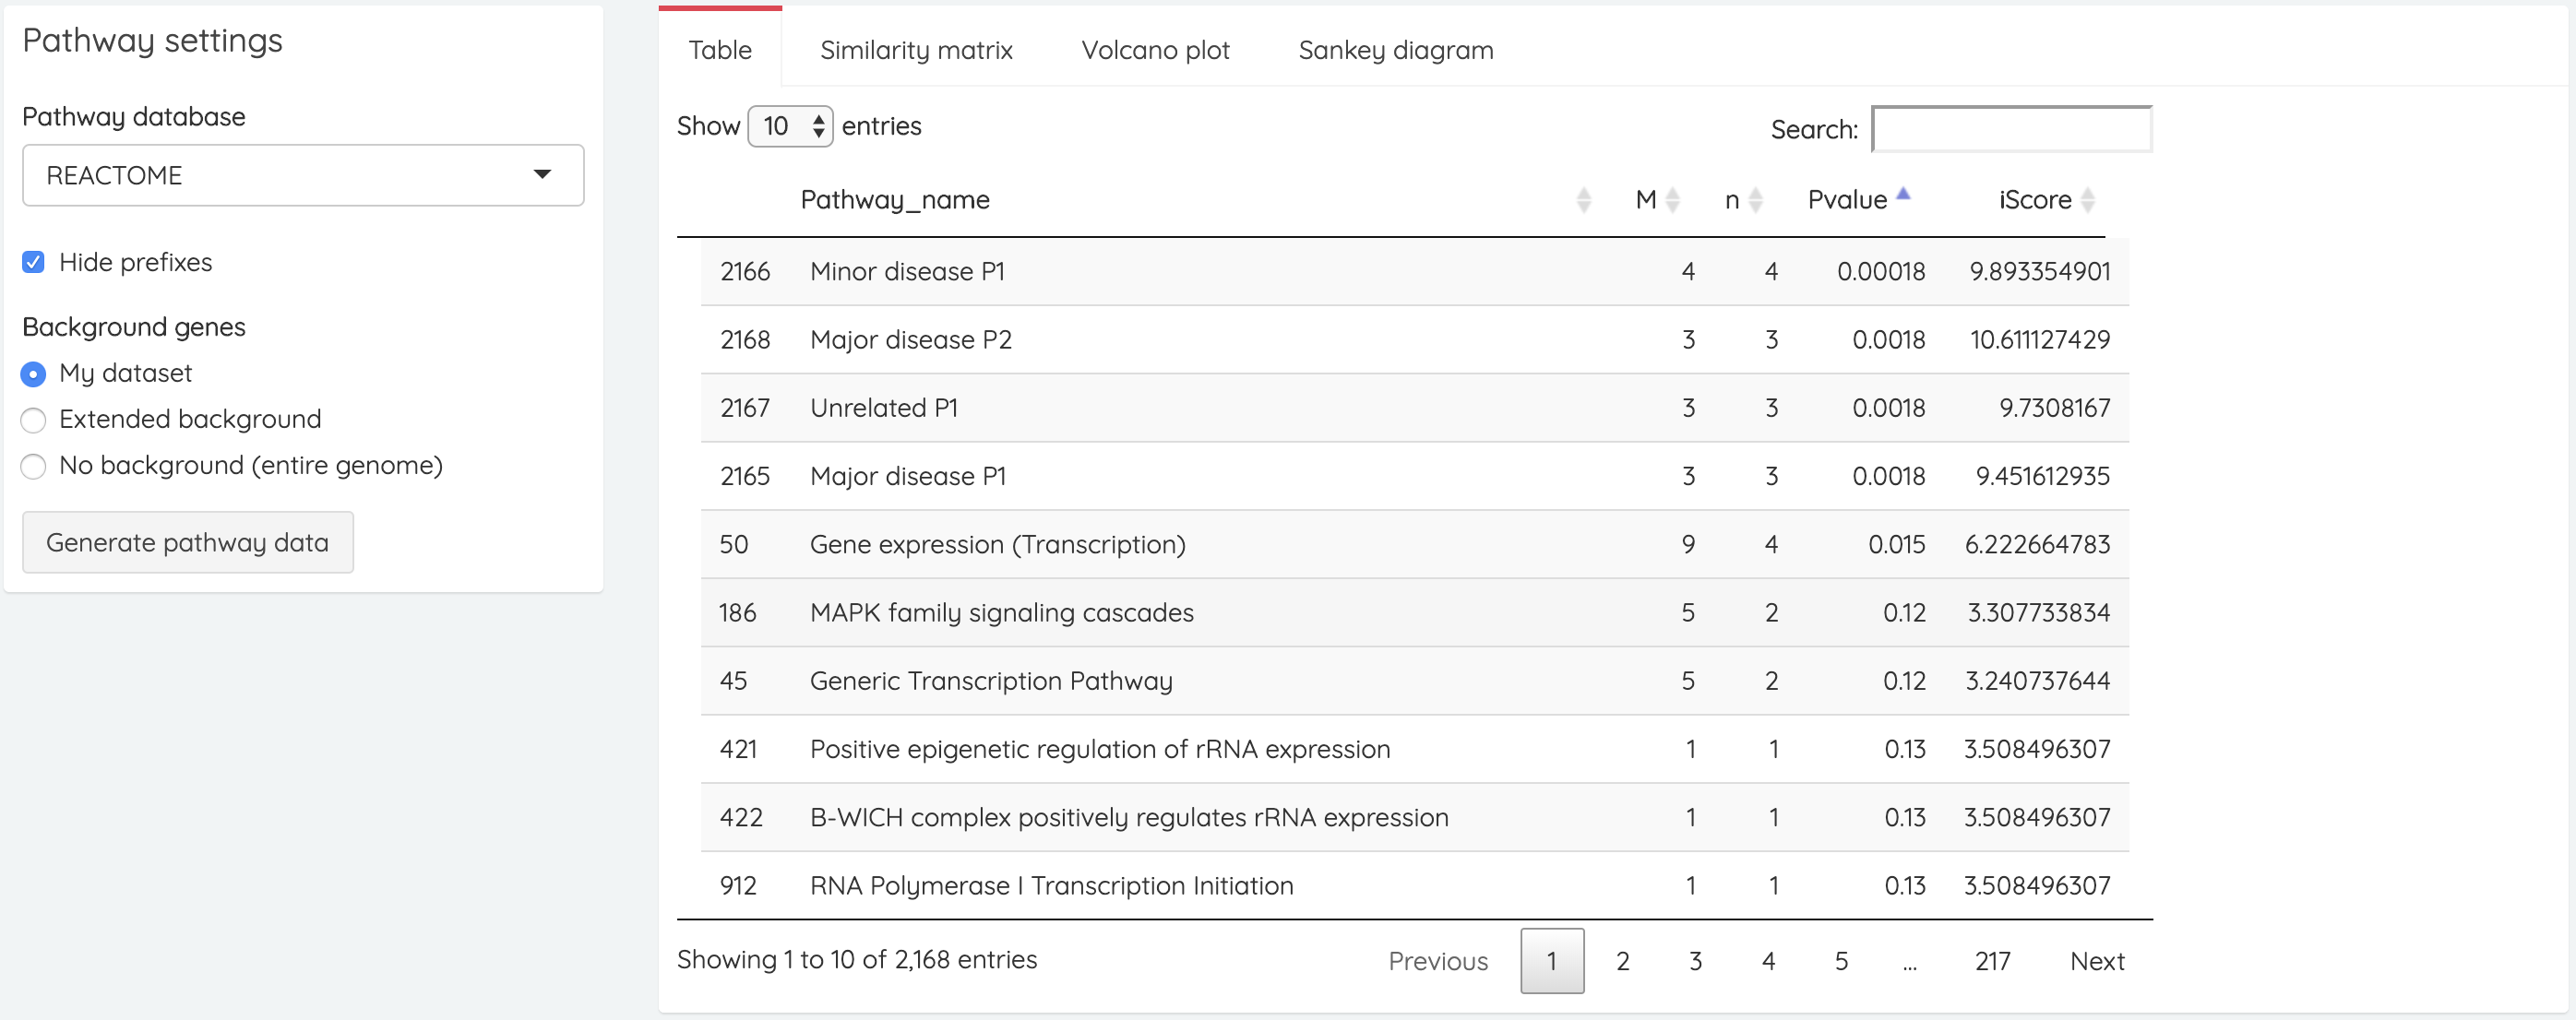 Pathway settings
Pathway database
REACTOME
Hide prefixes
Background genes
My dataset
Extended background
No background (entire genome)
Generate pathway data
Table Similarity matrix Volcano plot Sankey diagram
Show 10 entries Search:
Pathway_name M n Pvalue iScore
2166 Minor disease P1 4 4 0.00018 9.893354901
2168 Major disease P2 3 3 0.0018 10.611127429
2167 Unrelated P1 3 3 0.0018 9.7308167
2165 Major disease P1 3 3 0.0018 9.451612935
50 Gene expression (Transcription) 9 4 0.015 6.222664783
186 MAPK family signaling cascades 5 2 0.12 3.307733834
45 Generic Transcription Pathway 5 2 0.12 3.240737644
421 Positive epigenetic regulation of rRNA expression 1 1 0.13 3.508496307
422 B-WICH complex positively regulates rRNA expression 1 1 0.13 3.508496307
912 RNA Polymerase I Transcription Initiation 1 1 0.13 3.508496307
Showing 1 to 10 of 2,168 entries Previous 1 2 3 4 5 ... 217 Next